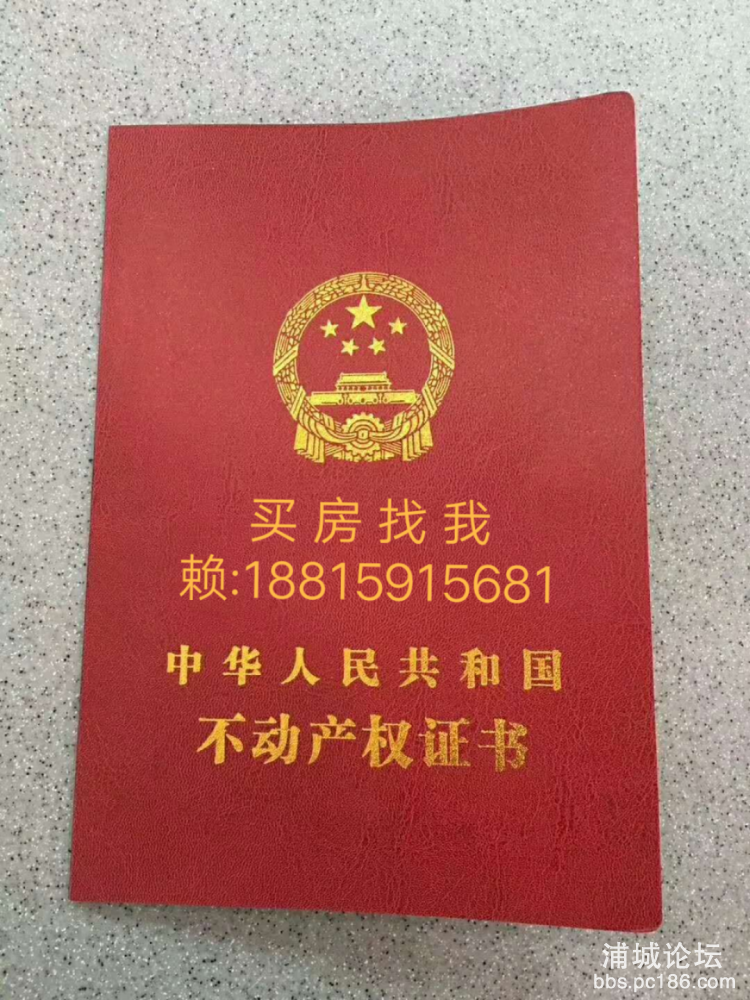 买房找我
赖:18815915681
中华人民共和国
不动产权证书
浦城论坛
bbs.pc186.com